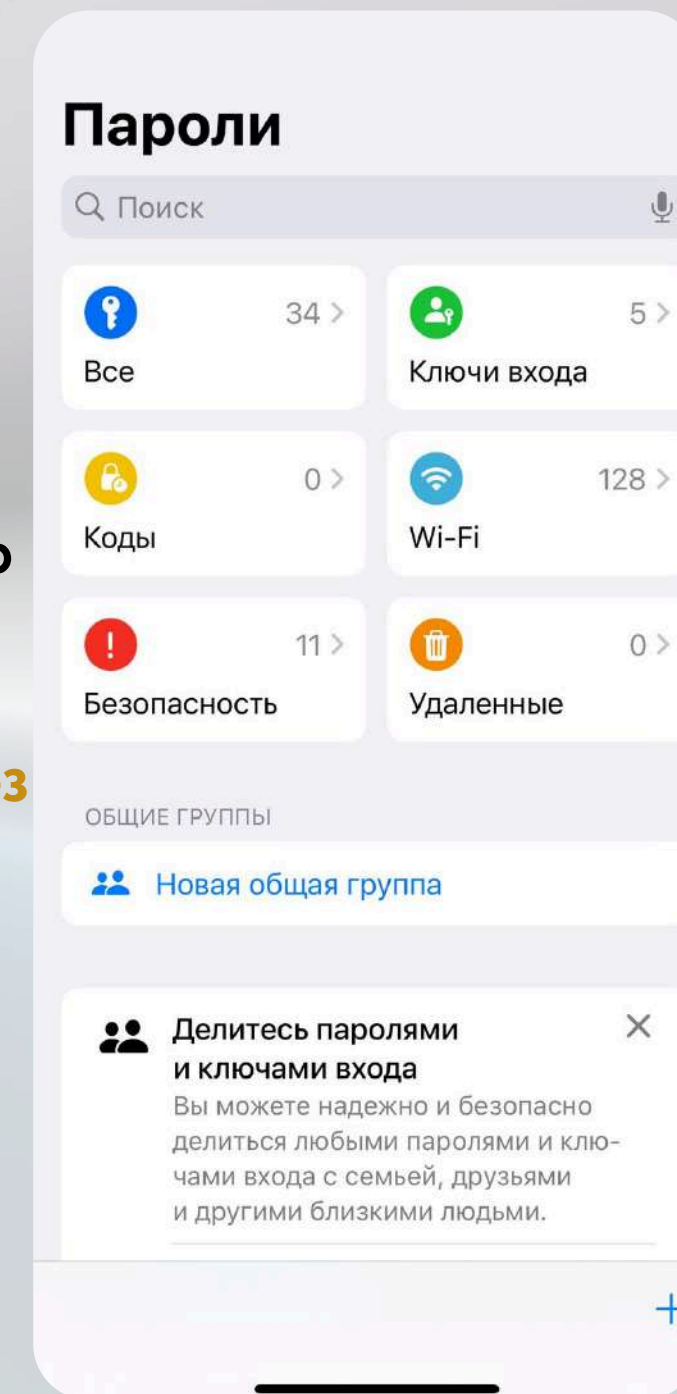 Пароли
Поиск
34
5
Все
Ключи входа
0
128
Коды
Wi-Fi
11
0
Безопасность
Удаленные
3
ОБЩИЕ ГРУППЫ
Новая общая группа
Делитесь паролями
и ключами входа
Вы можете надежно и безопасно
делиться любыми паролями и клю-
чами входа с семьей, друзьями
и другими близкими людьми.